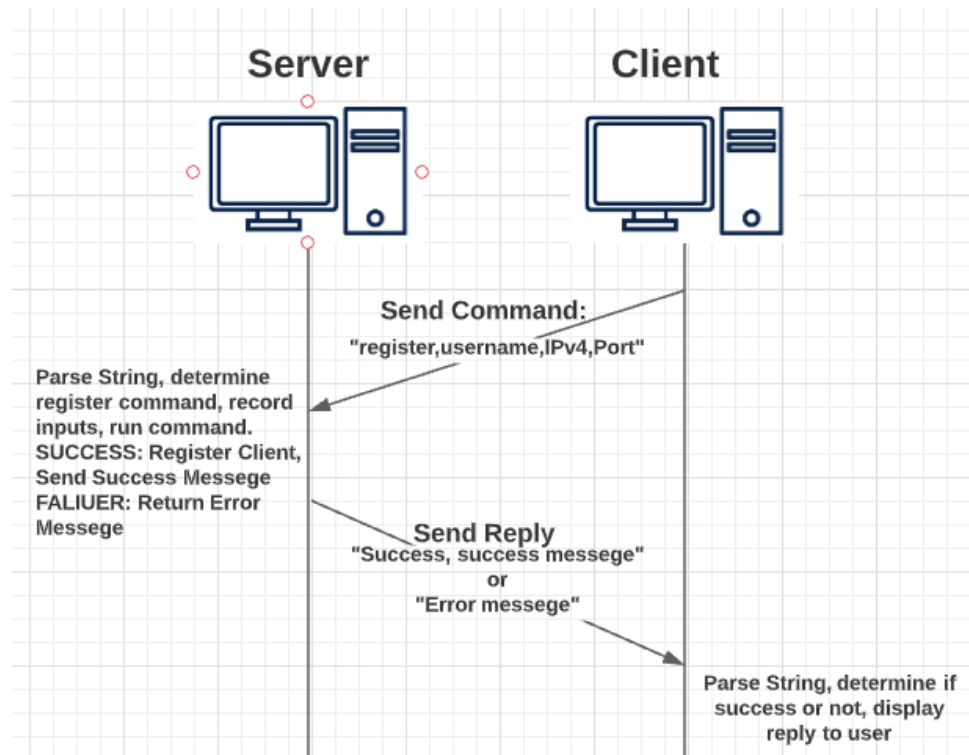 Server
Client
Send Command:
"register,username,IPv4,Port"
Parse String, determine
register command, record
inputs, run command.
SUCCESS: Register Client,
Send Success Messege
FALIUER: Return Error
Messege
Send Reply
"Success, success messege"
or
"Error messege"
Parse String, determine if
success or not, display
reply to user